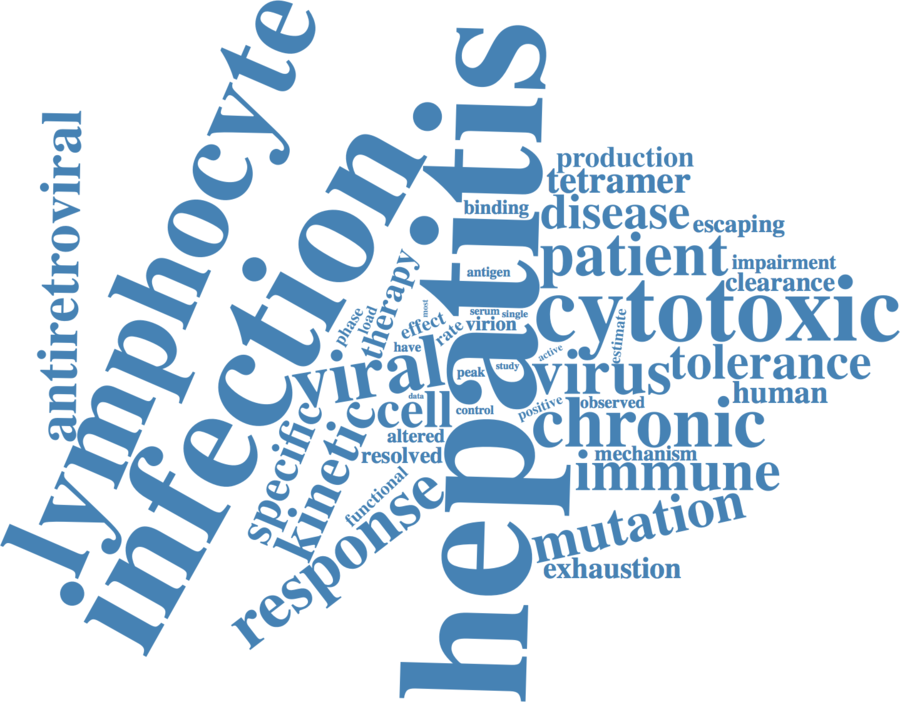 antiretroviral
lymphocyte
infection
hepatitis
production
tetramer
binding
disease
escaping
patient
impairment
antigen
clearance
therapy
phase
load
most
serum
single
effect
rate
virion
cytotoxic
estimate
have
viral
peak
study
active
virus
tolerance
human
data
cell
control
positive
observed
specific
kinetic
altered
chronic
resolved
mechanism
functional
immune
response
mutation
exhaustion